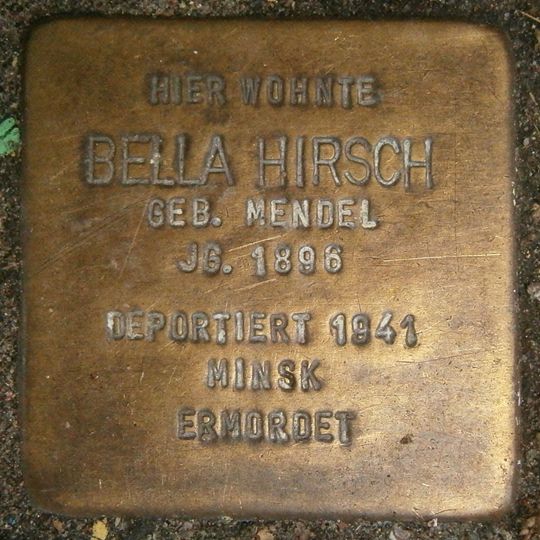 HIER WOHNTE
BELLA HIRSCH
GEB. MENDEL
JG. 1896
DEPORTIERT 1941
MINSK
ERMORDET